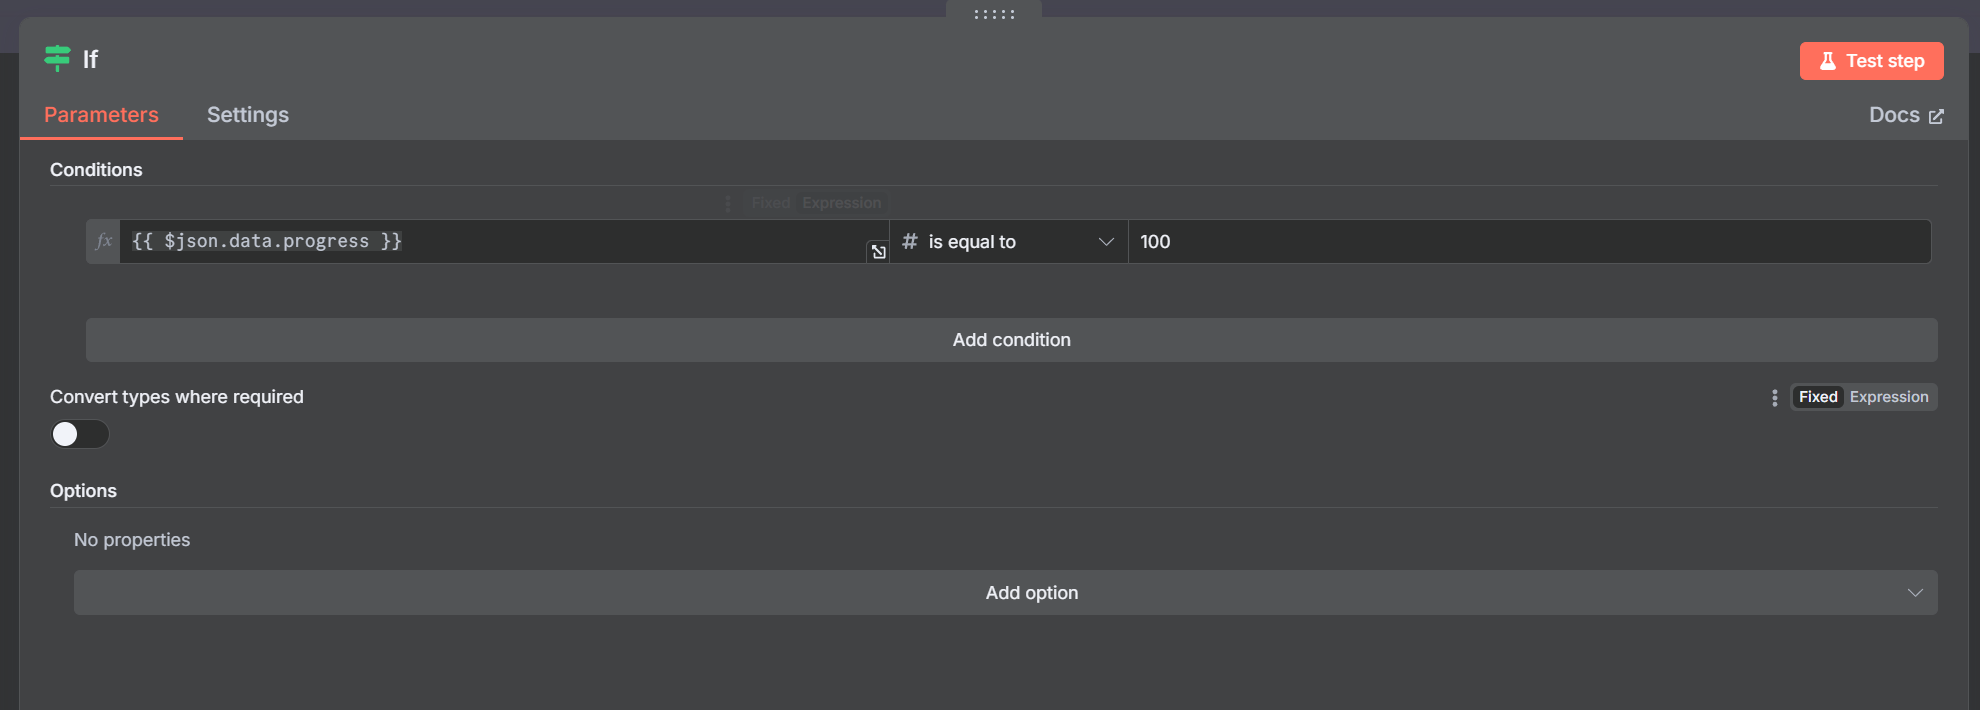 If
Test step
Parameters Settings Docs
Conditions
Fixed Expression
fx {{ $json.data.progress }} # is equal to 100
Add condition
Convert types where required Fixed Expression
Options
No properties
Add option